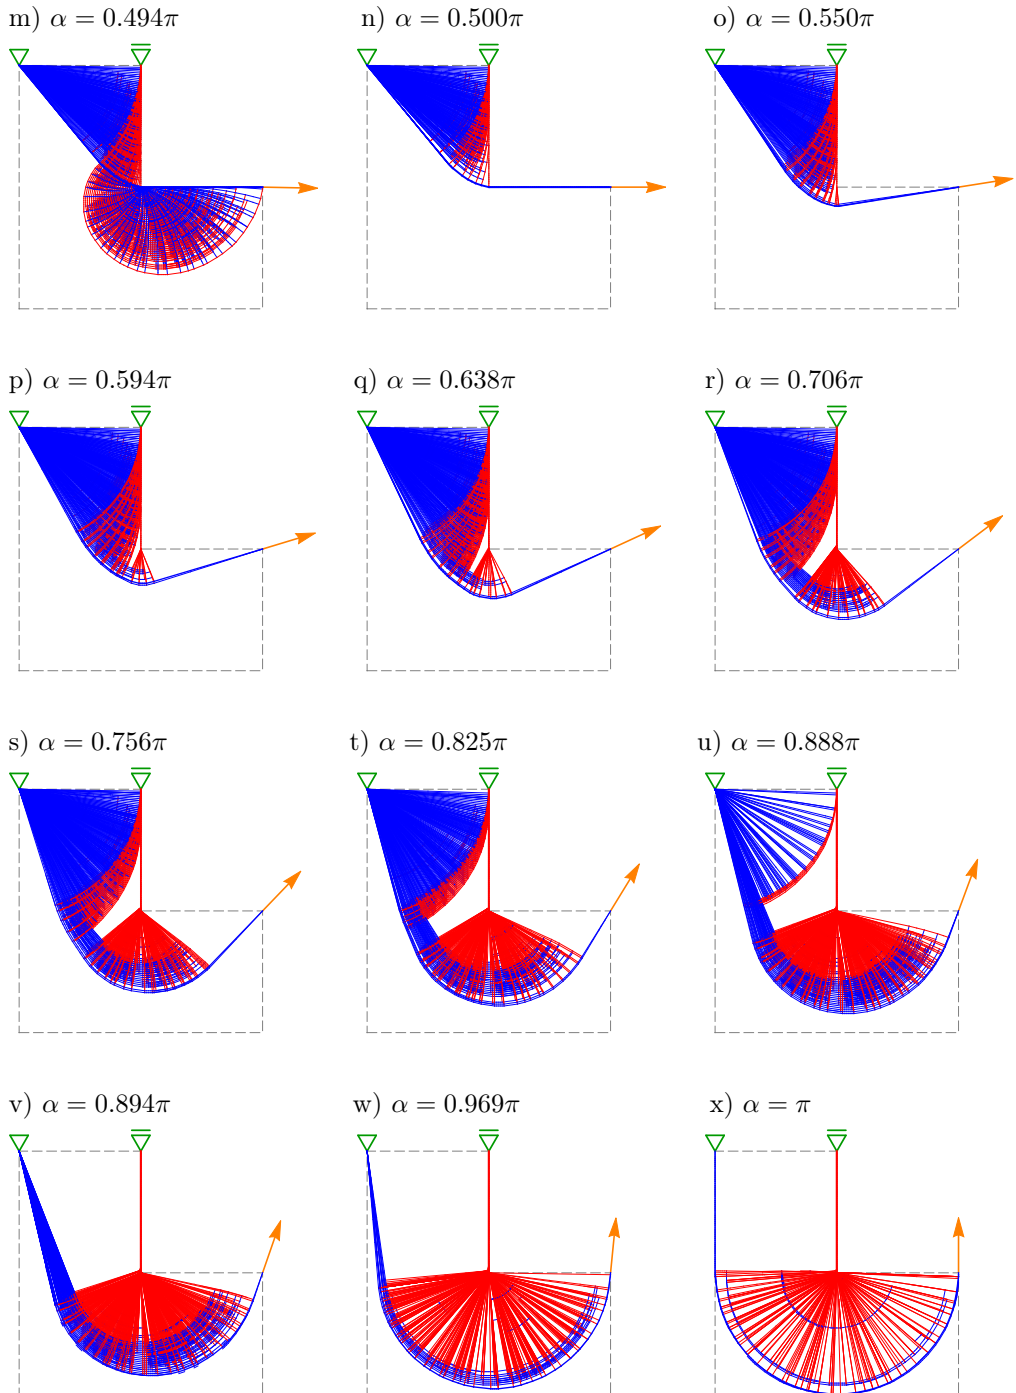 m) α = 0.494π n) α = 0.500π o) α = 0.550π
p) α = 0.594π q) α = 0.638π r) α = 0.706π
s) α = 0.756π t) α = 0.825π u) α = 0.888π
v) α = 0.894π w) α = 0.969π x) α = π